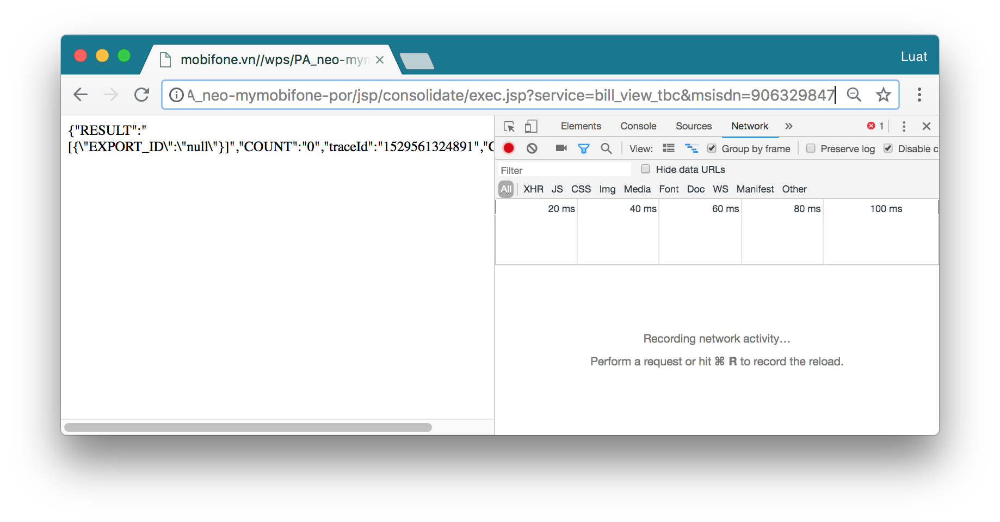 mobifone.vn//wps/PA_neo-myn
Luat
A_neo-mymobifone-por/jsp/consolidate/exec.jsp?service=bill_view_tbc&msisdn=906329847
{"RESULT":"
[{\"EXPORT_ID\":\"null\"}]","COUNT":"0","traceId":"1529561324891","C
Elements Console Sources Network » 1
View: Group by frame Preserve log Disable c
Filter Hide data URLs
All XHR JS CSS Img Media Font Doc WS Manifest Other
20 ms 40 ms 60 ms 80 ms 100 ms
Recording network activity…
Perform a request or hit ⌘ R to record the reload.